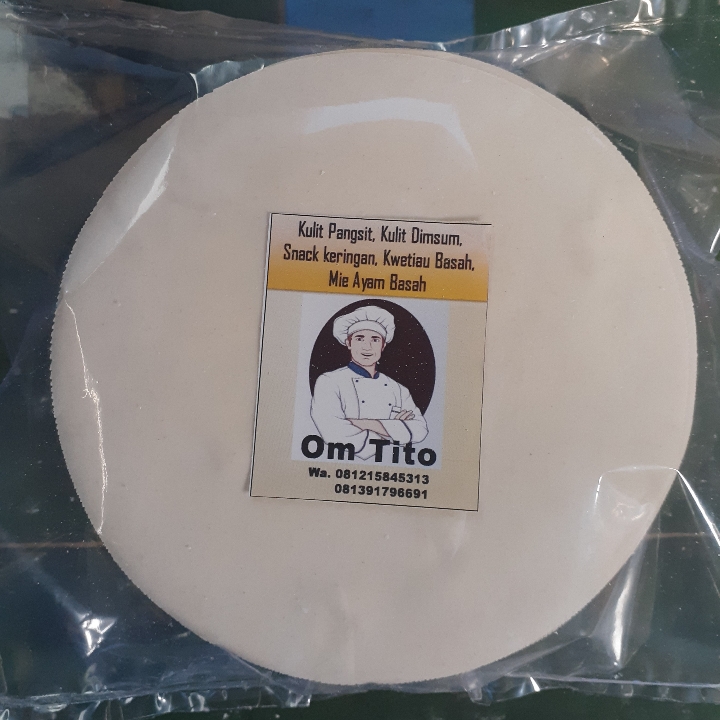 Kulit Pangsit, Kulit Dimsum,
Snack keringan, Kwetiau Basah,
Mie Ayam Basah
Om Tito
Wa. 081215845313
081391796691